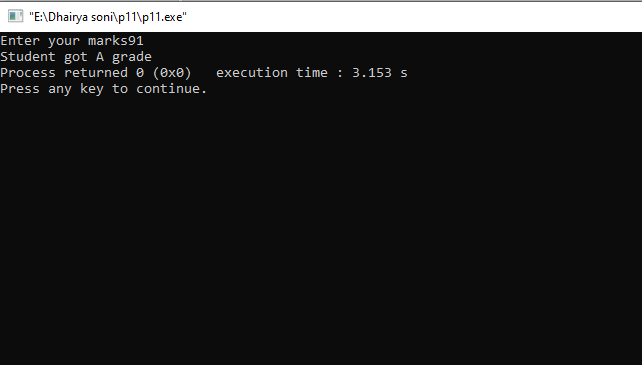 "E:\Dhairya soni\p11\p11.exe"
Enter your marks91
Student got A grade
Process returned 0 (0x0)   execution time : 3.153 s
Press any key to continue.